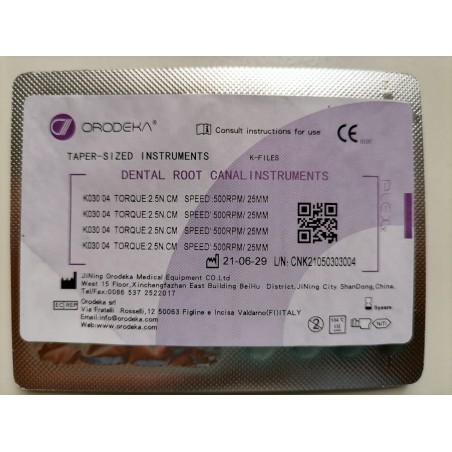 ORODEKA®
Consult instructions for use
CE
TAPER-SIZED INSTRUMENTS K-FILES
DENTAL ROOT CANALINSTRUMENTS
K030 04 TORQUE:2.5N.CM SPEED:500RPM/ 25MM
K030 04 TORQUE:2.5N.CM SPEED:500RPM/ 25MM
K030 04 TORQUE:2.5N.CM SPEED:500RPM/ 25MM
K030 04 TORQUE:2.5N.CM SPEED:500RPM/ 25MM
21-06-29 L/N: CNK21050303004
JiNing Orodeka Medical Equipment CO.,Ltd
West 15 Floor,Xinchengfazhan East Building BeiHu District,JiNing City ShanDong,China.
Tel/Fax:0086 537 2522017
EC REP Orodeka srl
Via Fratelli Rosselli,12 50063 Figline e Incisa Valdarno(FI)ITALY
Email:info@orodeka.com
Web:www.orodeka.com
2
NiTi